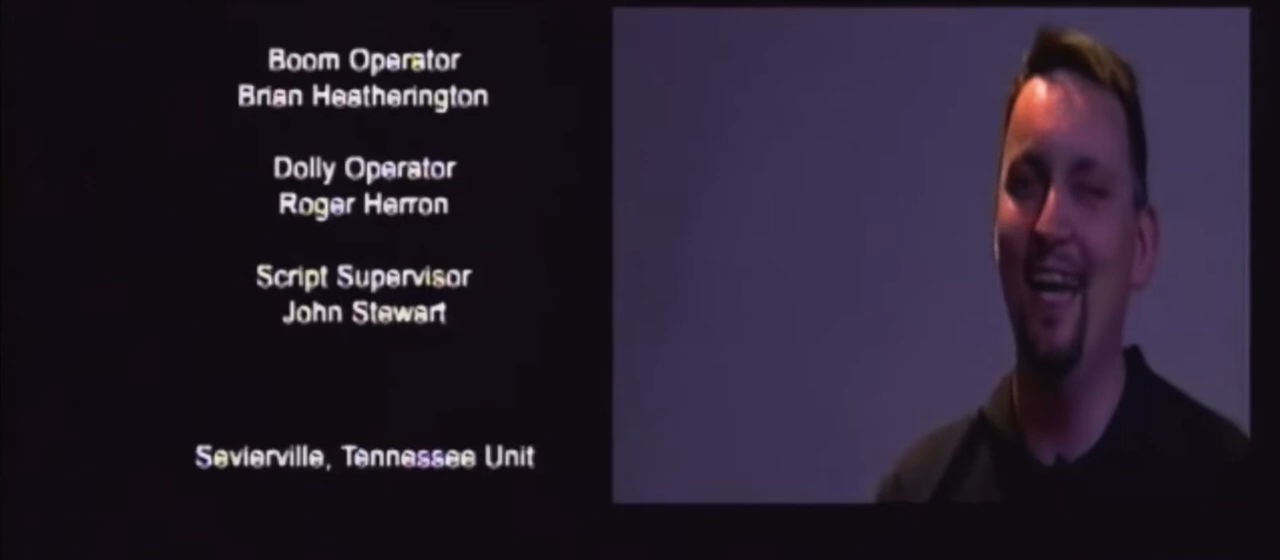 Boom Operator
Brian Heatherington
Dolly Operator
Roger Herron
Script Supervisor
John Stewart
Sevierville, Tennessee Unit